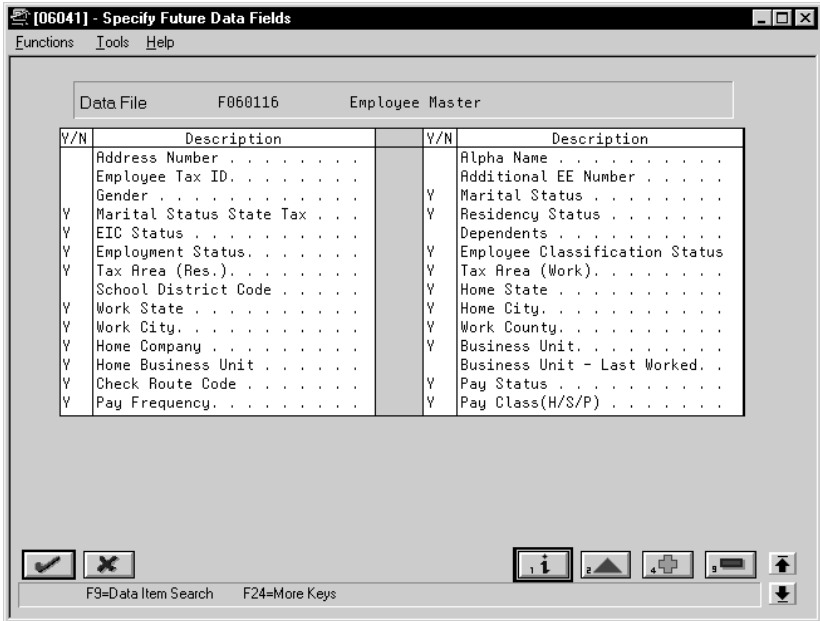 [06041] - Specify Future Data Fields
Functions Tools Help
Data File F060116 Employee Master
Y/N Description Y/N Description
Address Number . . . . . . . . Alpha Name . . . . . . . . . .
Employee Tax ID. . . . . . . . Additional EE Number . . . . .
Gender . . . . . . . . . . . . Y Marital Status . . . . . . . .
Y Marital Status State Tax . . . Y Residency Status . . . . . . .
Y EIC Status . . . . . . . . . . Dependents . . . . . . . . . .
Y Employment Status. . . . . . . Y Employee Classification Status
Y Tax Area (Res.). . . . . . . . Y Tax Area (Work). . . . . . . .
School District Code . . . . . Y Home State . . . . . . . . . .
Y Work State . . . . . . . . . . Y Home City. . . . . . . . . . .
Y Work City. . . . . . . . . . . Y Work County. . . . . . . . . .
Y Home Company . . . . . . . . . Y Business Unit. . . . . . . . .
Y Home Business Unit . . . . . . Business Unit - Last Worked. .
Y Check Route Code . . . . . . . Y Pay Status . . . . . . . . . .
Y Pay Frequency. . . . . . . . . Y Pay Class(H/S/P) . . . . . . .
1 i 2 4 9
F9=Data Item Search F24=More Keys